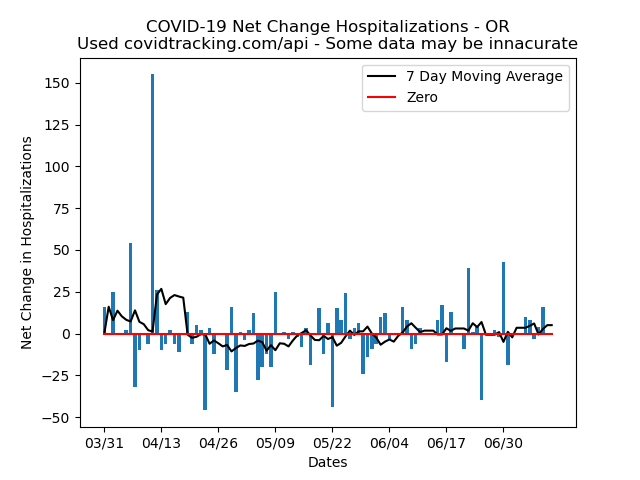 COVID-19 Net Change Hospitalizations - OR
Used covidtracking.com/api - Some data may be innacurate
7 Day Moving Average
Zero
Net Change in Hospitalizations
150
125
100
75
50
25
0
−25
−50
03/31 04/13 04/26 05/09 05/22 06/04 06/17 06/30
Dates